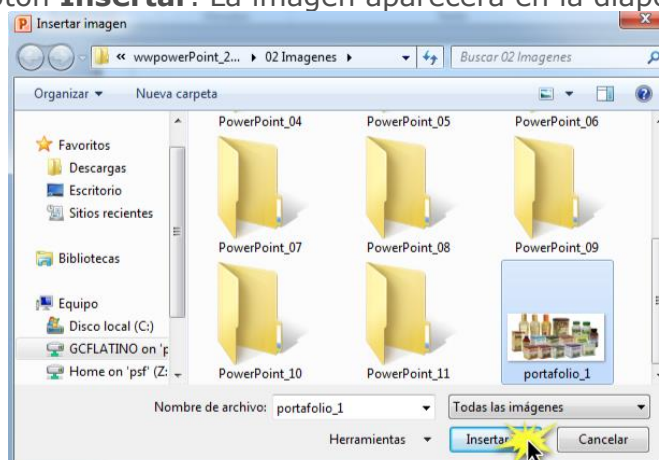 Insertar. La imagen aparecerá en la
Insertar imagen
« wwpowerPoint_2... ▸ 02 Imagenes ▸
Buscar 02 Imagenes
Organizar
Nueva carpeta
PowerPoint_04 PowerPoint_05 PowerPoint_06
Favoritos
Descargas
Escritorio
Sitios recientes
PowerPoint_07 PowerPoint_08 PowerPoint_09
Bibliotecas
Equipo
Disco local (C:)
GCFLATINO on 'p
Home on 'psf' (Z:
PowerPoint_10 PowerPoint_11 portafolio_1
Nombre de archivo: portafolio_1
Todas las imágenes
Herramientas
Insertar
Cancelar